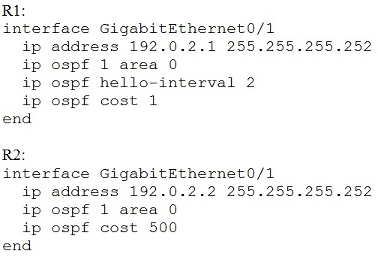 R1:
interface GigabitEthernet0/1
ip address 192.0.2.1 255.255.255.252
ip ospf 1 area 0
ip ospf hello-interval 2
ip ospf cost 1
end
R2:
interface GigabitEthernet0/1
ip address 192.0.2.2 255.255.255.252
ip ospf 1 area 0
ip ospf cost 500
end